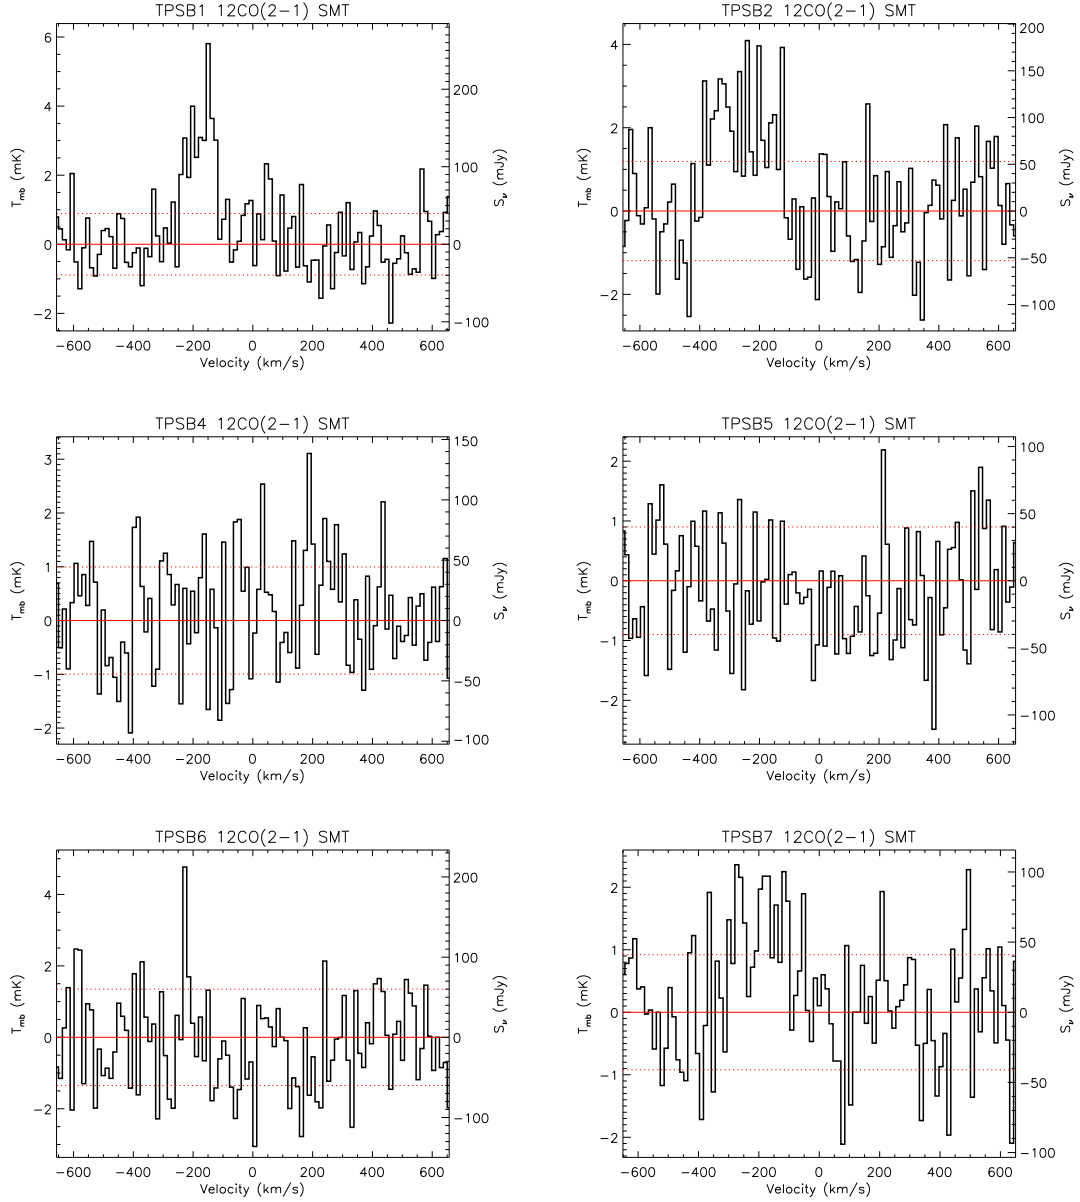 TPSB1 12CO(2−1) SMT
TPSB2 12CO(2−1) SMT
6
4
2
0
−2
T_mb (mK)
200
100
0
−100
S_ν (mJy)
−600 −400 −200 0 200 400 600
Velocity (km/s)
4
2
0
−2
T_mb (mK)
200
150
100
50
0
−50
−100
S_ν (mJy)
−600 −400 −200 0 200 400 600
Velocity (km/s)
TPSB4 12CO(2−1) SMT
TPSB5 12CO(2−1) SMT
3
2
1
0
−1
−2
T_mb (mK)
150
100
50
0
−50
−100
S_ν (mJy)
−600 −400 −200 0 200 400 600
Velocity (km/s)
2
1
0
−1
−2
T_mb (mK)
100
50
0
−50
−100
S_ν (mJy)
−600 −400 −200 0 200 400 600
Velocity (km/s)
TPSB6 12CO(2−1) SMT
TPSB7 12CO(2−1) SMT
4
2
0
−2
T_mb (mK)
200
100
0
−100
S_ν (mJy)
−600 −400 −200 0 200 400 600
Velocity (km/s)
2
1
0
−1
−2
T_mb (mK)
100
50
0
−50
−100
S_ν (mJy)
−600 −400 −200 0 200 400 600
Velocity (km/s)